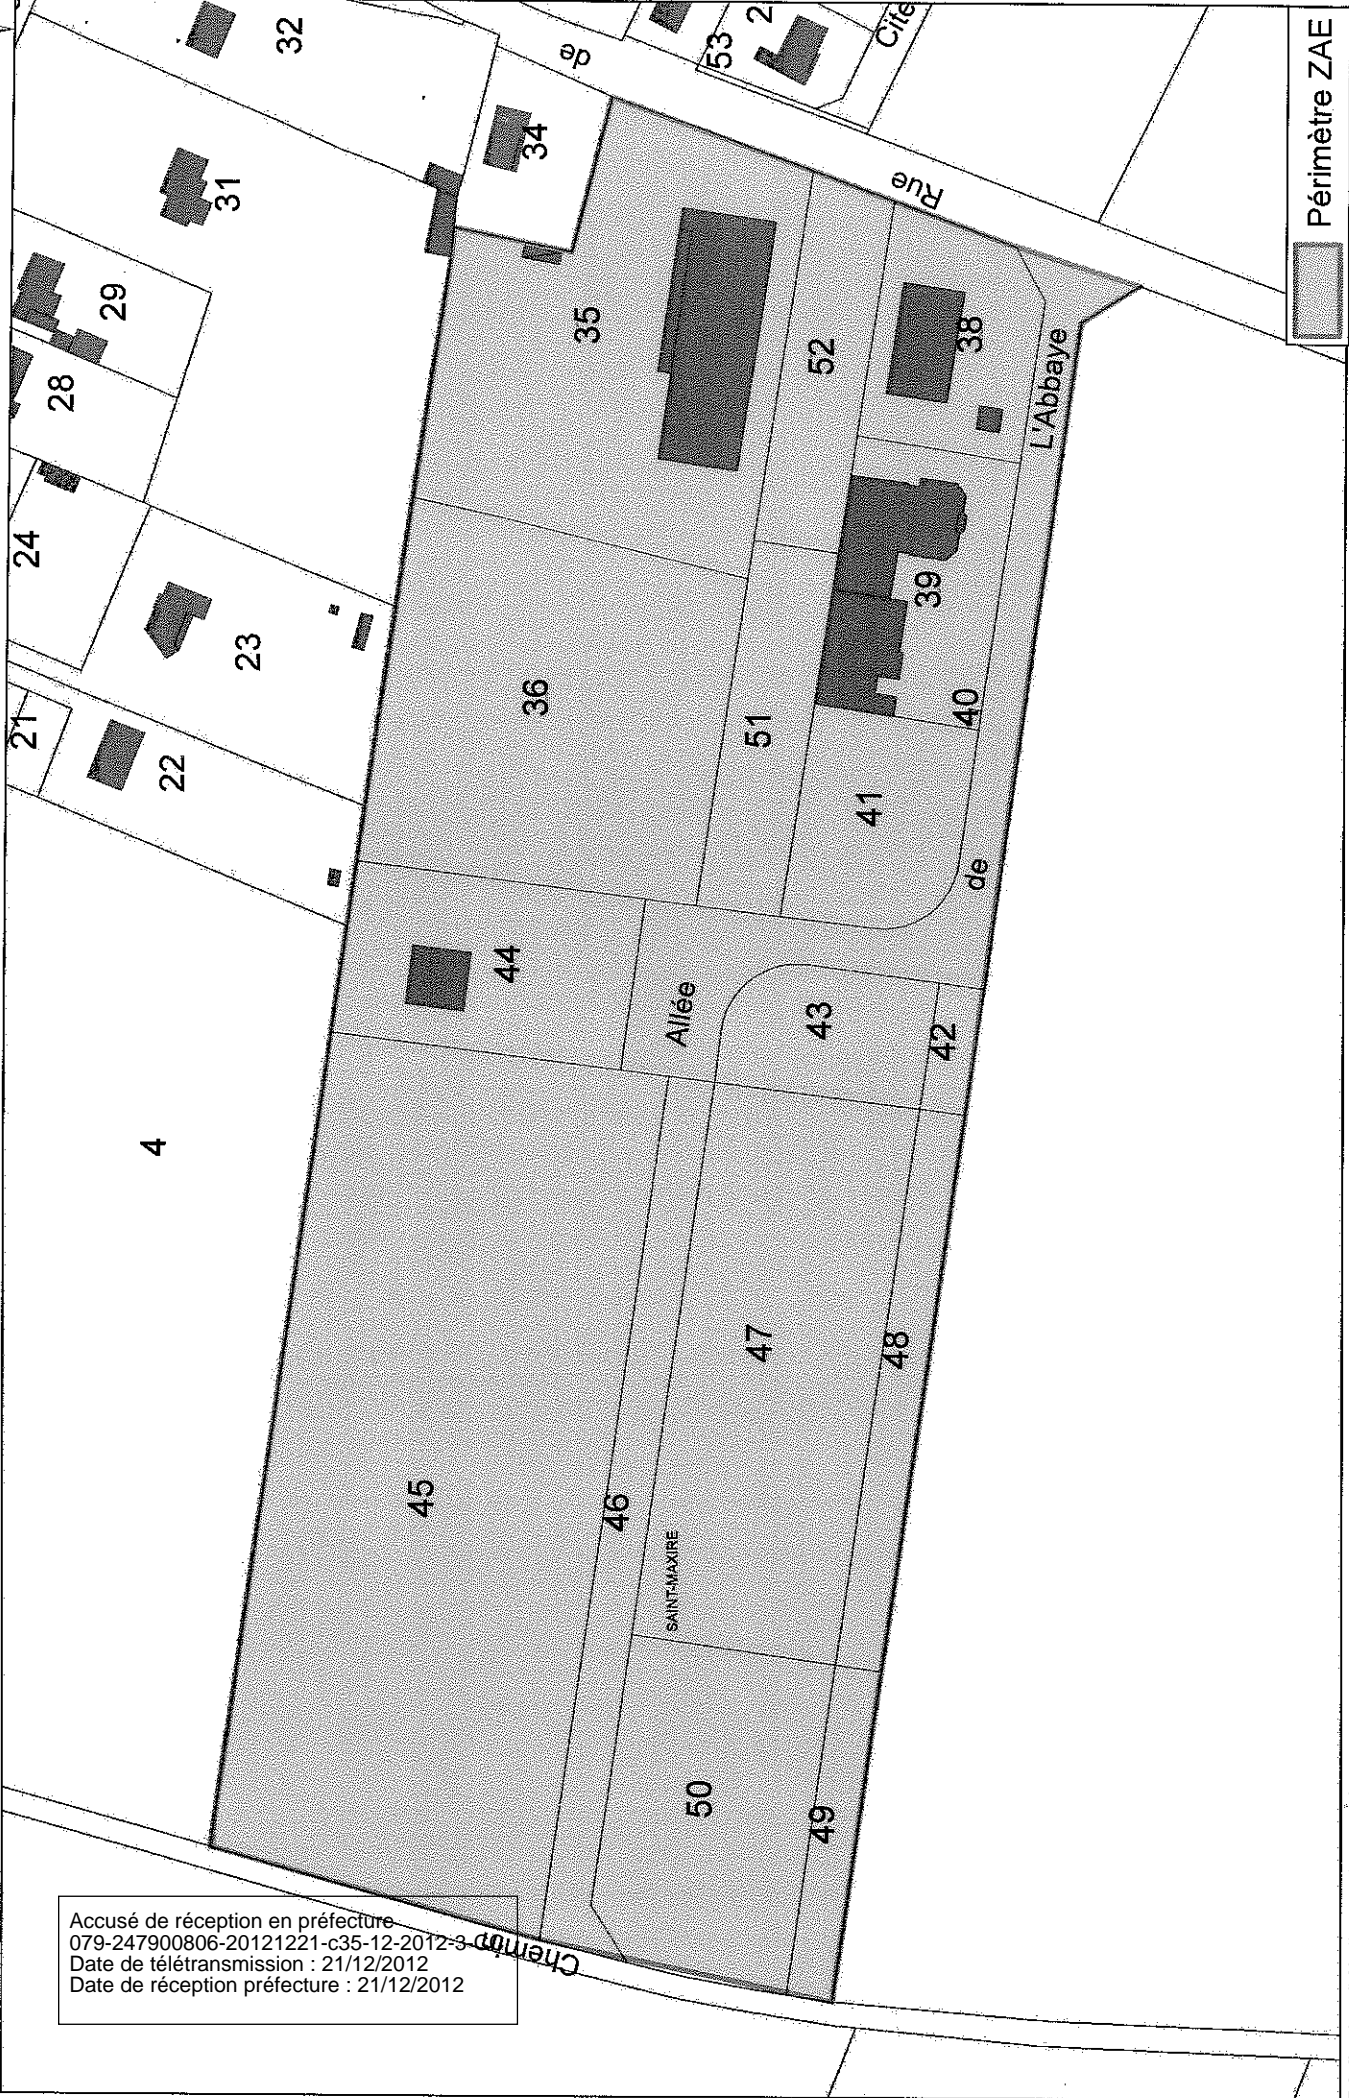 4
21
22
23
24
28
29
31
32
34
de
53
2
Cité
Rue
35
36
52
38
L'Abbaye
39
40
51
41
de
44
Allée
43
42
45
46
47
48
SAINT-MAXIRE
50
49
Chemin
Périmètre ZAE
Accusé de réception en préfecture
079-247900806-20121221-c35-12-2012-3-
Date de télétransmission : 21/12/2012
Date de réception préfecture : 21/12/2012